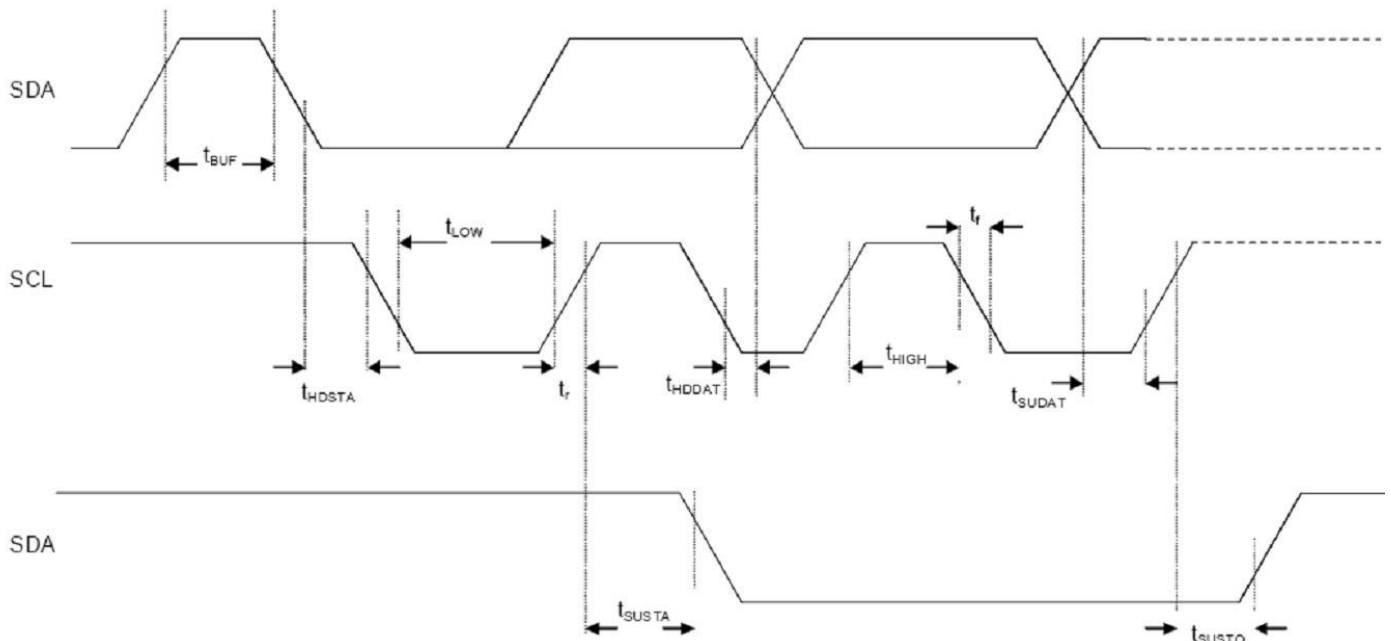 SDA
tBUF
tLOW
tf
SCL
tHDSTA
tr
tHDDAT
tHIGH
tSUDAT
SDA
tSUSTA
tSUSTO